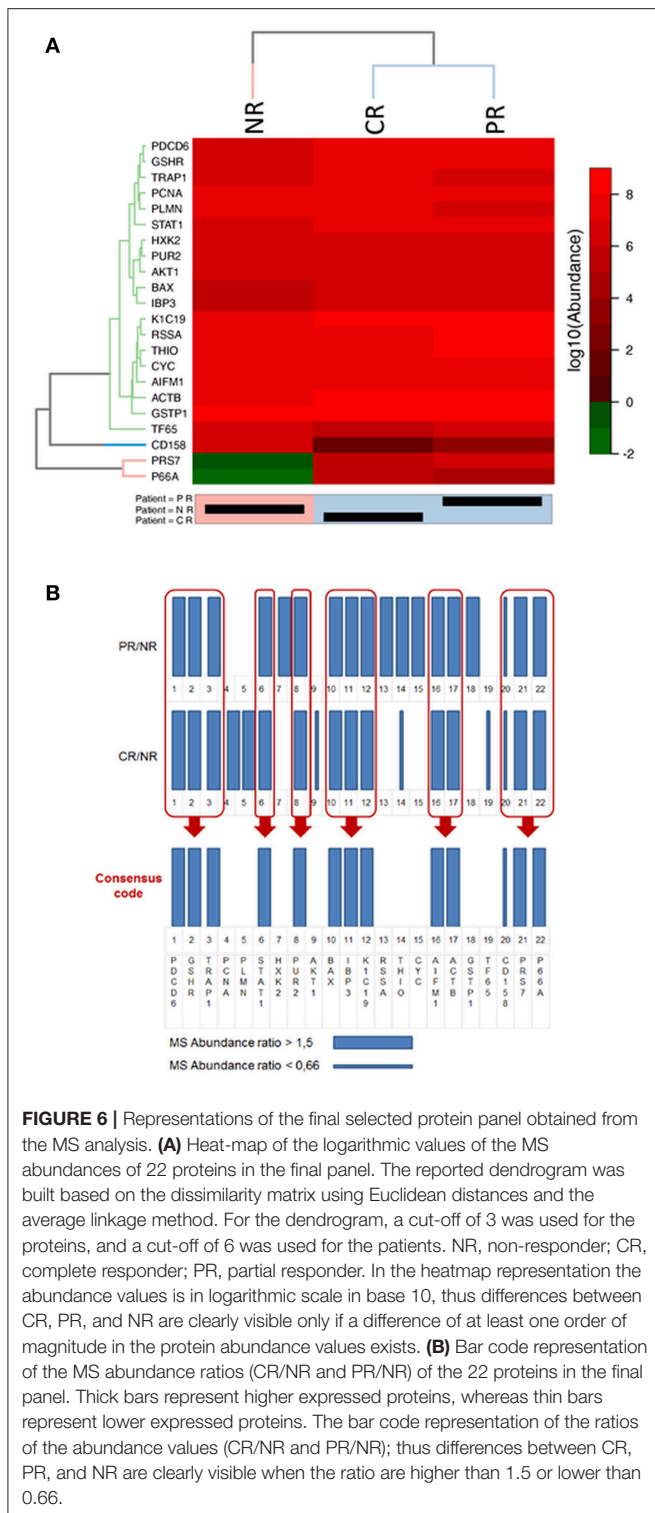 A
NR
CR
PR
PDCD6
GSHR
TRAP1
PCNA
PLMN
STAT1
HXK2
PUR2
AKT1
BAX
IBP3
K1C19
RSSA
THIO
CYC
AIFM1
ACTB
GSTP1
TF65
CD158
PRS7
P66A
8
6
4
2
0
-2
log10(Abundance)
Patient = P R
Patient = N R
Patient = C R
B
PR/NR
1 2 3 4 5 6 7 8 9 10 11 12 13 14 15 16 17 18 19 20 21 22
CR/NR
1 2 3 4 5 6 7 8 9 10 11 12 13 14 15 16 17 18 19 20 21 22
Consensus
code
1 2 3 4 5 6 7 8 9 10 11 12 13 14 15 16 17 18 19 20 21 22
PDCD6 GSHR TRAP1 PCNA PLMN STAT1 HXK2 PUR2 AKT1 BAX IBP3 K1C19 RSSA THIO CYC AIFM1 ACTB GSTP1 TF65 CD158 PRS7 P66A
MS Abundance ratio > 1,5
MS Abundance ratio < 0,66
FIGURE 6 | Representations of the final selected protein panel obtained from
the MS analysis. (A) Heat-map of the logarithmic values of the MS
abundances of 22 proteins in the final panel. The reported dendrogram was
built based on the dissimilarity matrix using Euclidean distances and the
average linkage method. For the dendrogram, a cut-off of 3 was used for the
proteins, and a cut-off of 6 was used for the patients. NR, non-responder; CR,
complete responder; PR, partial responder. In the heatmap representation the
abundance values is in logarithmic scale in base 10, thus differences between
CR, PR, and NR are clearly visible only if a difference of at least one order of
magnitude in the protein abundance values exists. (B) Bar code representation
of the MS abundance ratios (CR/NR and PR/NR) of the 22 proteins in the final
panel. Thick bars represent higher expressed proteins, whereas thin bars
represent lower expressed proteins. The bar code representation of the ratios
of the abundance values (CR/NR and PR/NR); thus differences between CR,
PR, and NR are clearly visible when the ratio are higher than 1.5 or lower than
0.66.